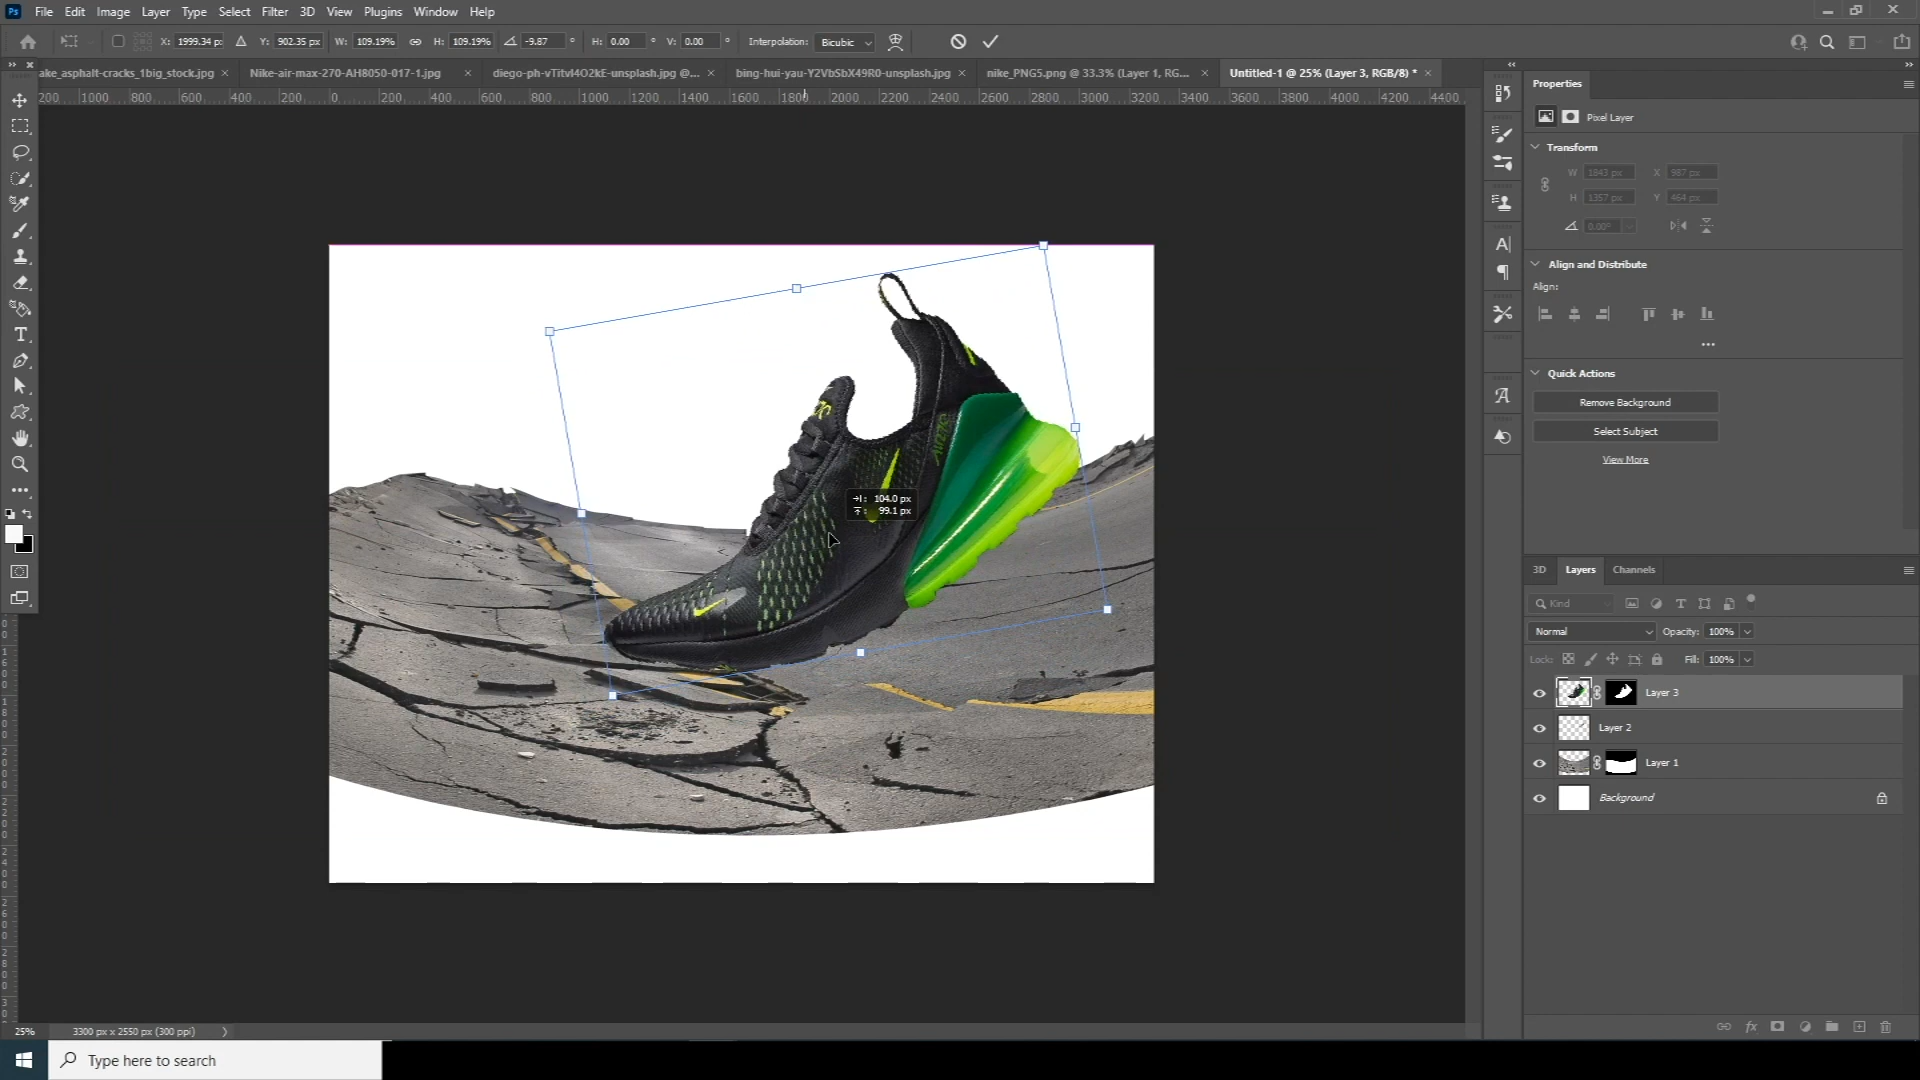 Ps File Edit Image Layer Type Select Filter 3D View Plugins Window Help
X: 1999.34 px Y: 902.35 px W: 109.19% H: 109.19% -9.87 ° H: 0.00 ° V: 0.00 ° Interpolation: Bicubic
ake_asphalt-cracks_1big_stock.jpg × Nike-air-max-270-AH8050-017-1.jpg × diego-ph-vTitvl4O2kE-unsplash.jpg @... × bing-hui-yau-Y2VbSbX49R0-unsplash.jpg × nike_PNG5.png @ 33.3% (Layer 1, RG... × Untitled-1 @ 25% (Layer 3, RGB/8) * ×
200 1000 800 600 400 200 0 200 400 600 800 1000 1200 1400 1600 1800 2000 2200 2400 2600 2800 3000 3200 3400 3600 3800 4000 4200 4400
Properties
Pixel Layer
Transform
W 1843 px X 987 px
H 1357 px Y 464 px
0.00°
Align and Distribute
Align:
Quick Actions
Remove Background
Select Subject
View More
104.0 px
99.1 px
3D Layers Channels
Kind
Normal Opacity: 100%
Lock: Fill: 100%
Layer 3
Layer 2
Layer 1
Background
25% 3300 px x 2550 px (300 ppi)
Type here to search